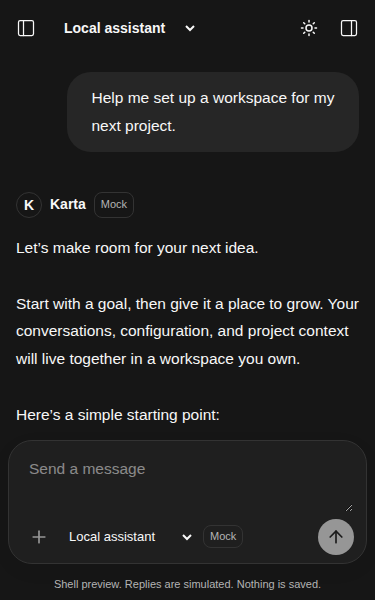 Local assistant
Help me set up a workspace for my
next project.
K Karta Mock
Let’s make room for your next idea.
Start with a goal, then give it a place to grow. Your
conversations, configuration, and project context
will live together in a workspace you own.
Here’s a simple starting point:
Send a message
Local assistant Mock
Shell preview. Replies are simulated. Nothing is saved.